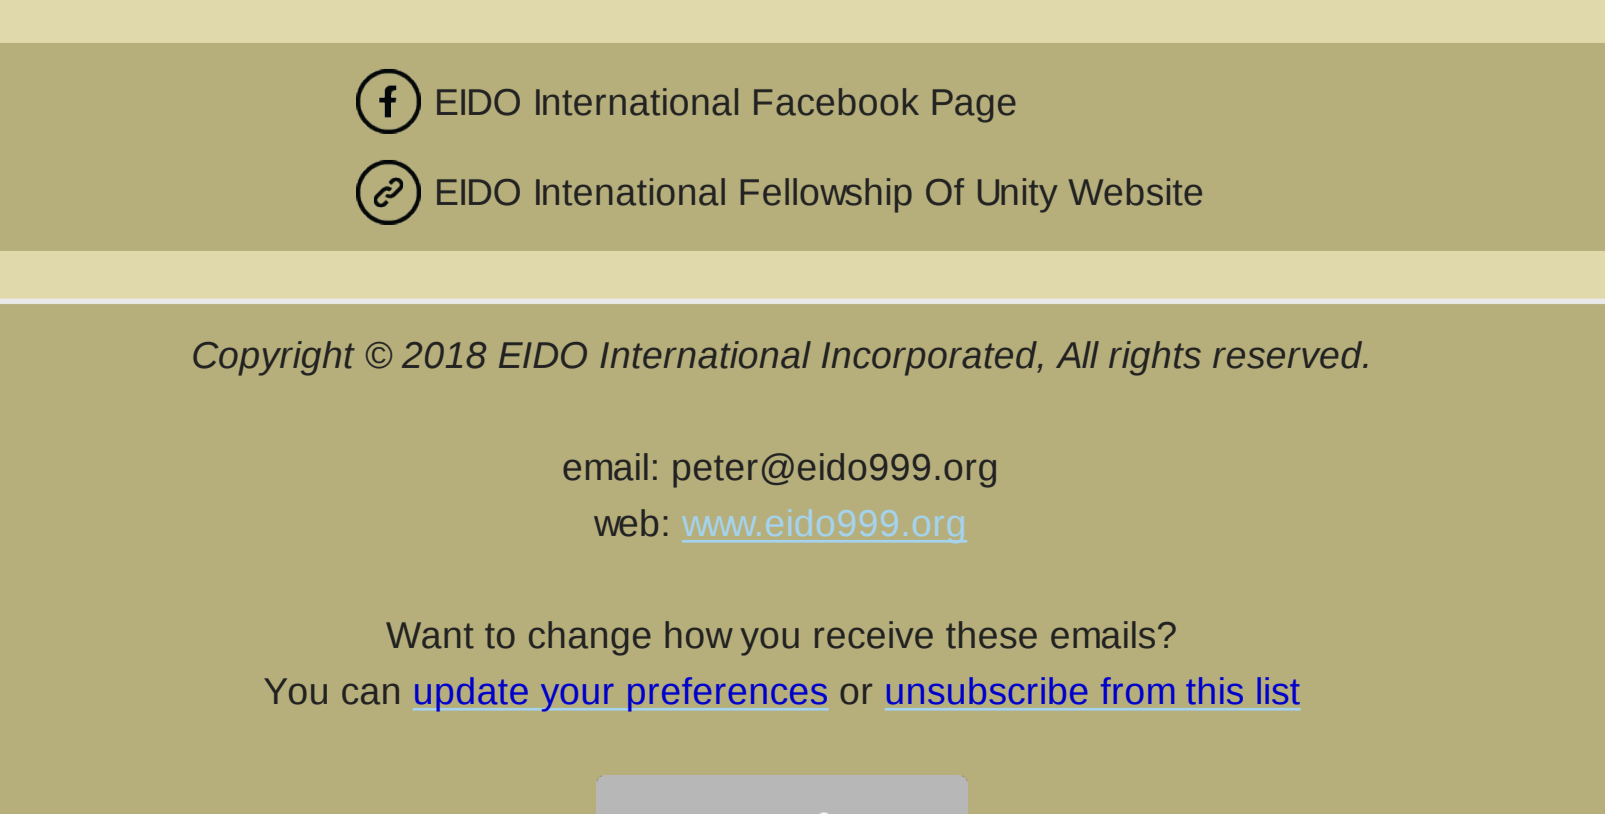 EIDO International Facebook Page
EIDO Intenational Fellowship Of Unity Website
Copyright © 2018 EIDO International Incorporated, All rights reserved.
email: peter@eido999.org
web: www.eido999.org
Want to change how you receive these emails?
You can update your preferences or unsubscribe from this list